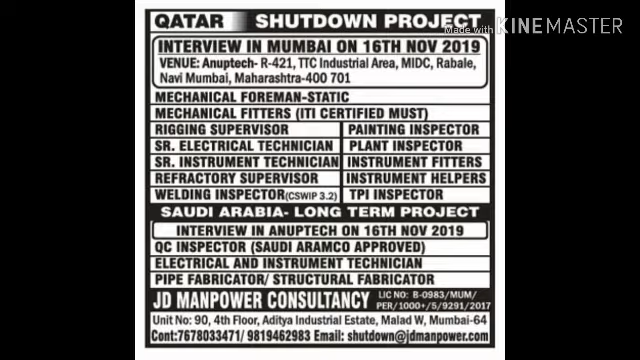 QATAR SHUTDOWN PROJECT
Made with KINEMASTER
INTERVIEW IN MUMBAI ON 16TH NOV 2019
VENUE: Anuptech- R-421, TTC Industrial Area, MIDC, Rabale,
Navi Mumbai, Maharashtra-400 701
MECHANICAL FOREMAN-STATIC
MECHANICAL FITTERS (ITI CERTIFIED MUST)
RIGGING SUPERVISOR PAINTING INSPECTOR
SR. ELECTRICAL TECHNICIAN PLANT INSPECTOR
SR. INSTRUMENT TECHNICIAN INSTRUMENT FITTERS
REFRACTORY SUPERVISOR INSTRUMENT HELPERS
WELDING INSPECTOR(CSWIP 3.2) TPI INSPECTOR
SAUDI ARABIA- LONG TERM PROJECT
INTERVIEW IN ANUPTECH ON 16TH NOV 2019
QC INSPECTOR (SAUDI ARAMCO APPROVED)
ELECTRICAL AND INSTRUMENT TECHNICIAN
PIPE FABRICATOR/ STRUCTURAL FABRICATOR
JD MANPOWER CONSULTANCY LIC NO: B-0983/MUM/
PER/1000+/5/9291/2017
Unit No: 90, 4th Floor, Aditya Industrial Estate, Malad W, Mumbai-64
Cont:7678033471/ 9819462983 Email: shutdown@jdmanpower.com